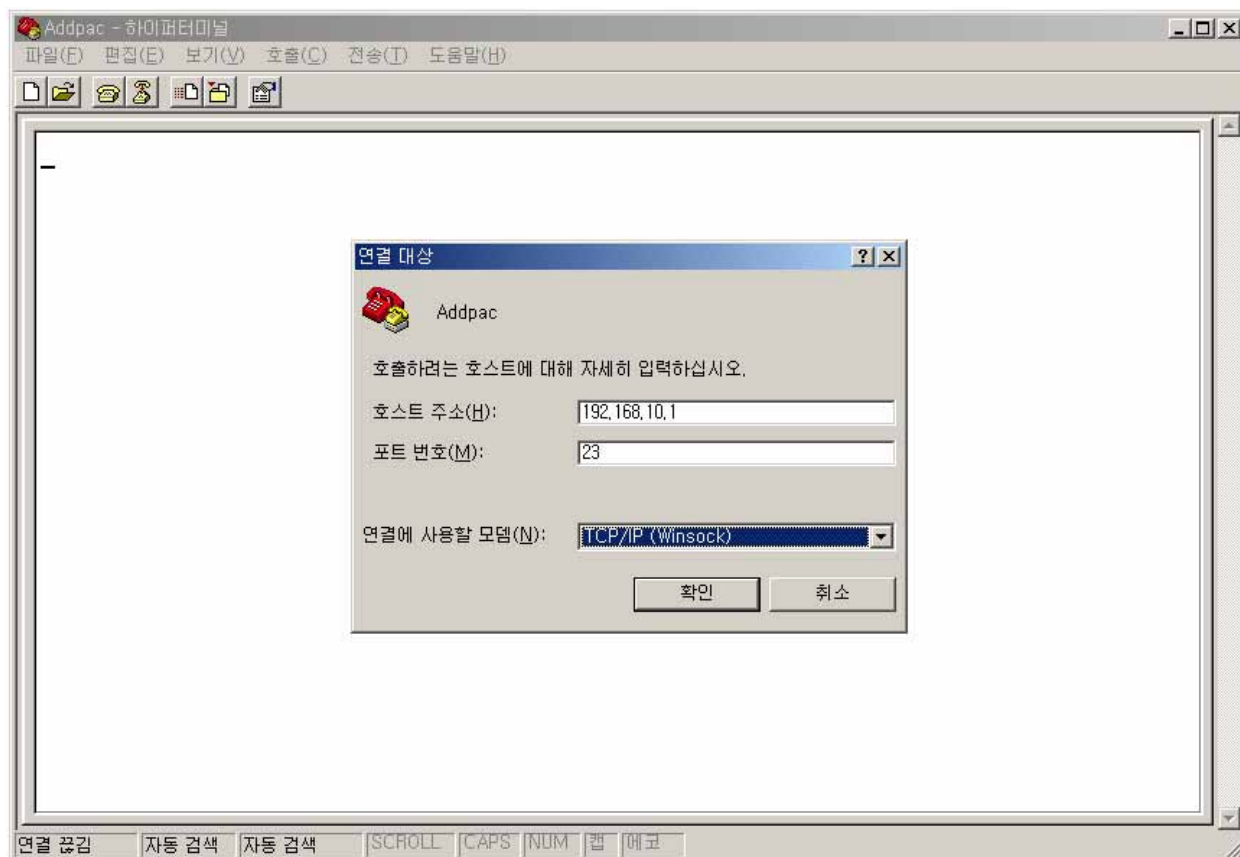 Addpac - 하이퍼터미널
파일(F) 편집(E) 보기(V) 호출(C) 전송(T) 도움말(H)
연결 대상
Addpac
호출하려는 호스트에 대해 자세히 입력하십시오.
호스트 주소(H): 192,168,10,1
포트 번호(M): 23
연결에 사용할 모뎀(N): TCP/IP (Winsock)
확인 취소
연결 끊김 자동 검색 자동 검색 SCROLL CAPS NUM 캡 에코